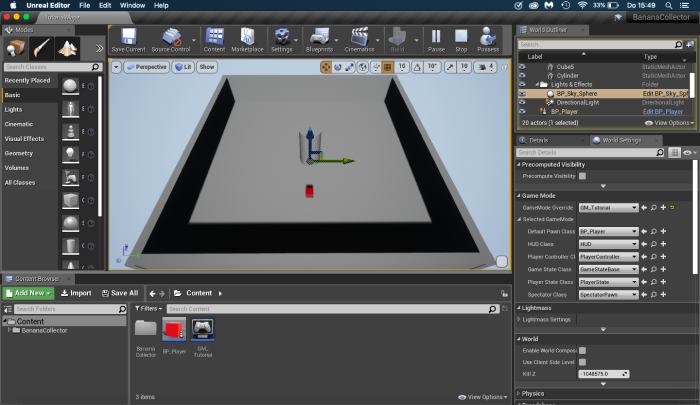 Unreal Editor File Edit Window Help 33% Do 15:49
TutorialMap BananaCollector
Modes
Search Classes
Recently Placed
Basic
Lights
Cinematic
Visual Effects
Geometry
Volumes
All Classes
Save Current Source Control Content Marketplace Settings Blueprints Cinematics Build Pause Stop Possess
Perspective Lit Show 10 10° 10 4
World Outliner
Search...
Label Type
Cube5 StaticMeshActor
Cylinder StaticMeshActor
Lights & Effects Folder
BP_Sky_Sphere Edit BP_Sky_Sph
DirectionalLight DirectionalLight
BP_Player Edit BP_Player
20 actors (1 selected) View Options
Details World Settings
Search Details
Precomputed Visibility
Precompute Visibility
Game Mode
GameMode Override GM_Tutorial
Selected GameMode
Default Pawn Class BP_Player
HUD Class HUD
Player Controller Cl PlayerController
Game State Class GameStateBase
Player State Class PlayerState
Spectator Class SpectatorPawn
Lightmass
Lightmass Settings
World
Enable World Compos
Use Client Side Level
Kill Z -1048575.0
Physics
Content Browser
Add New Import Save All Content
Search Folders
Content
BananaCollector
Filters Search Content
Banana Collector
BP_Player
GM_Tutorial
3 items View Options